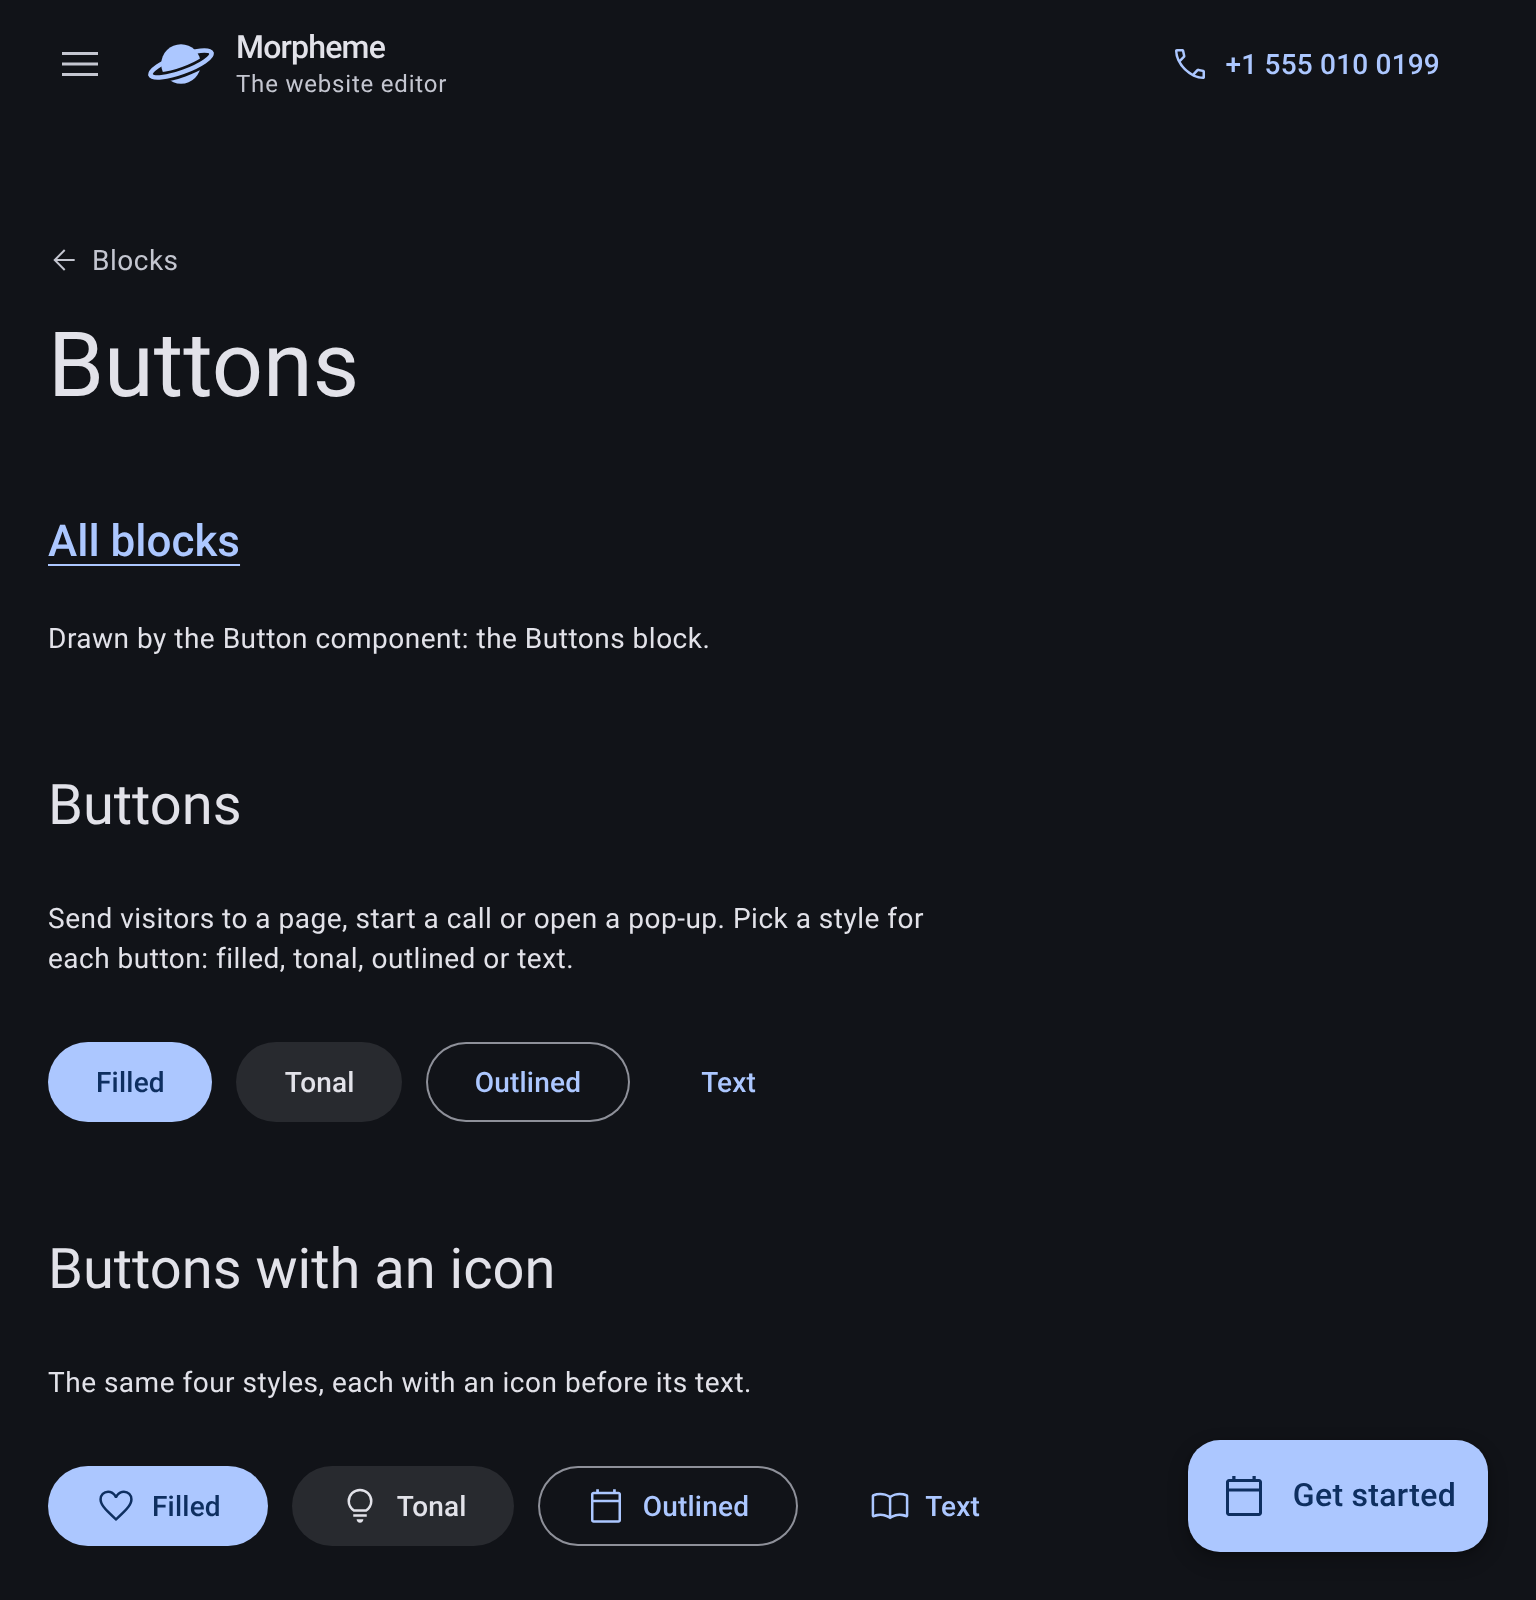 Morpheme
The website editor
+1 555 010 0199
Blocks
Buttons
All blocks
Drawn by the Button component: the Buttons block.
Buttons
Send visitors to a page, start a call or open a pop-up. Pick a style for
each button: filled, tonal, outlined or text.
Filled
Tonal
Outlined
Text
Buttons with an icon
The same four styles, each with an icon before its text.
Filled
Tonal
Outlined
Text
Get started